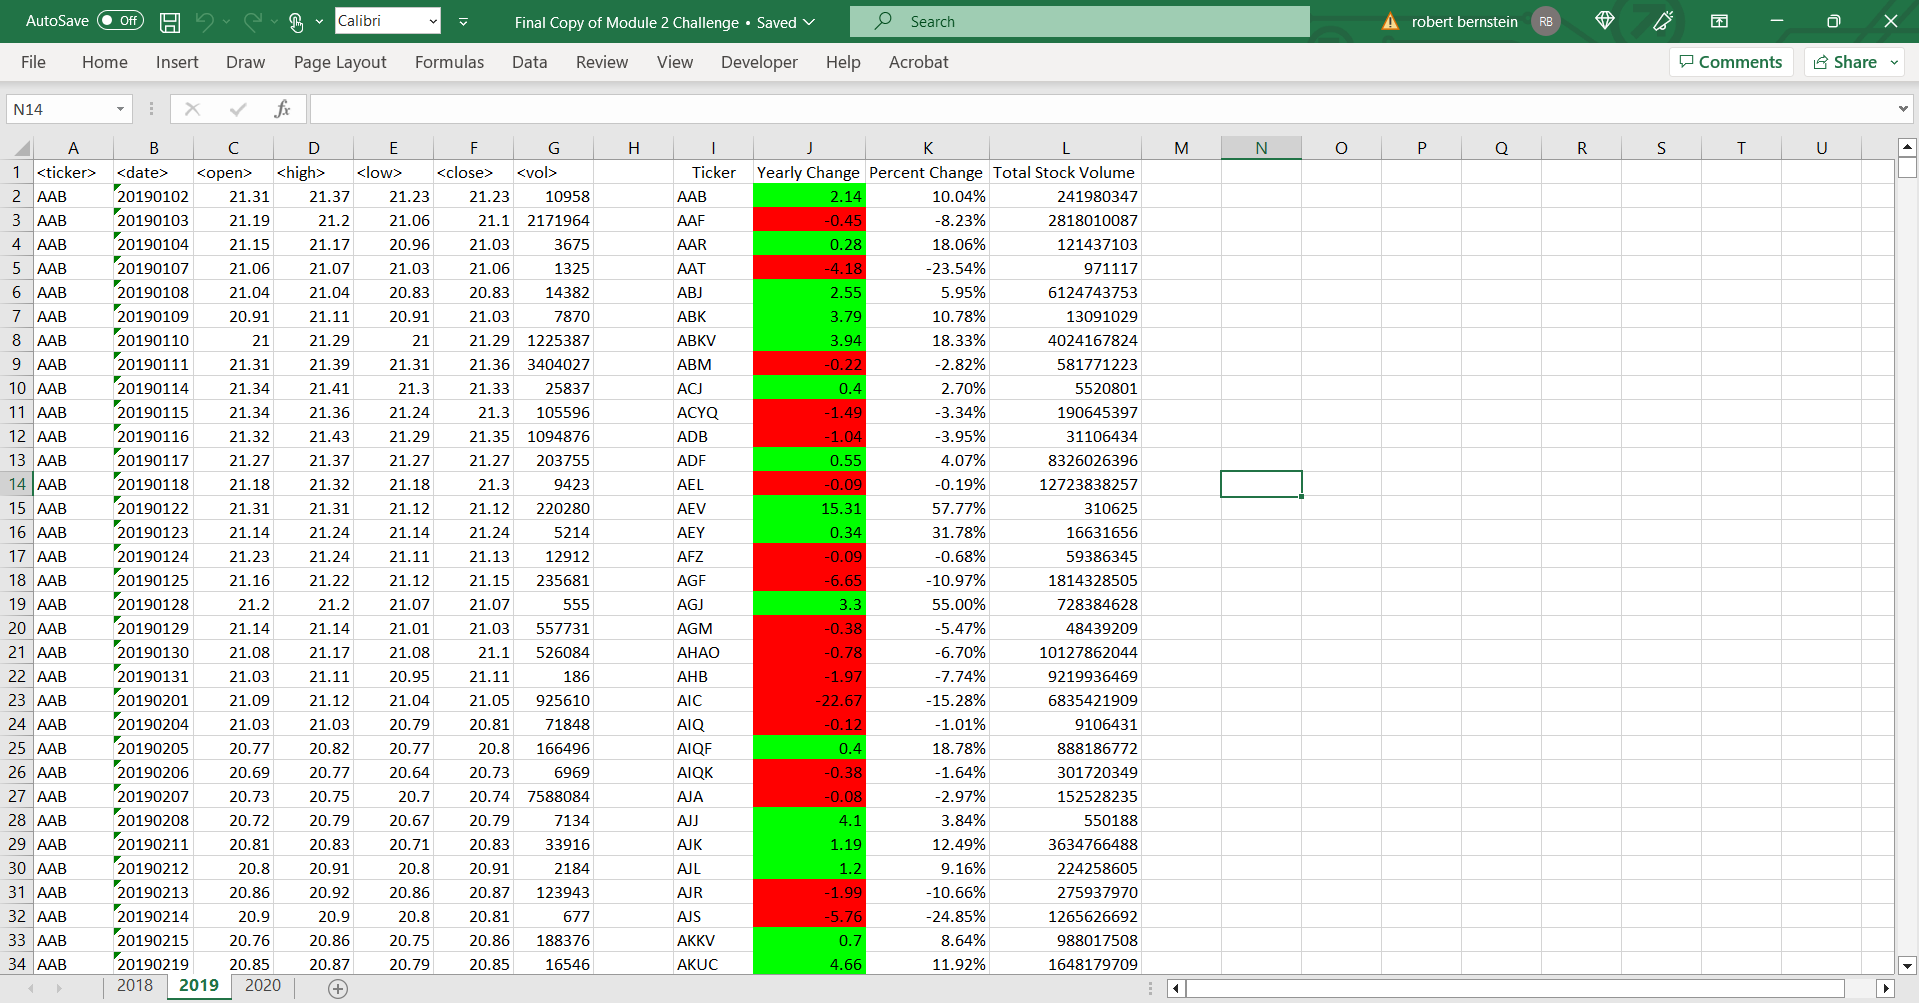 AutoSave Off Calibri Final Copy of Module 2 Challenge • Saved Search robert bernstein RB
File Home Insert Draw Page Layout Formulas Data Review View Developer Help Acrobat Comments Share
N14 fx
A B C D E F G H I J K L M N O P Q R S T U
1 <ticker> <date> <open> <high> <low> <close> <vol> Ticker Yearly Change Percent Change Total Stock Volume
2 AAB 20190102 21.31 21.37 21.23 21.23 10958 AAB 2.14 10.04% 241980347
3 AAB 20190103 21.19 21.2 21.06 21.1 2171964 AAF -0.45 -8.23% 2818010087
4 AAB 20190104 21.15 21.17 20.96 21.03 3675 AAR 0.28 18.06% 121437103
5 AAB 20190107 21.06 21.07 21.03 21.06 1325 AAT -4.18 -23.54% 971117
6 AAB 20190108 21.04 21.04 20.83 20.83 14382 ABJ 2.55 5.95% 6124743753
7 AAB 20190109 20.91 21.11 20.91 21.03 7870 ABK 3.79 10.78% 13091029
8 AAB 20190110 21 21.29 21 21.29 1225387 ABKV 3.94 18.33% 4024167824
9 AAB 20190111 21.31 21.39 21.31 21.36 3404027 ABM -0.22 -2.82% 581771223
10 AAB 20190114 21.34 21.41 21.3 21.33 25837 ACJ 0.4 2.70% 5520801
11 AAB 20190115 21.34 21.36 21.24 21.3 105596 ACYQ -1.49 -3.34% 190645397
12 AAB 20190116 21.32 21.43 21.29 21.35 1094876 ADB -1.04 -3.95% 31106434
13 AAB 20190117 21.27 21.37 21.27 21.27 203755 ADF 0.55 4.07% 8326026396
14 AAB 20190118 21.18 21.32 21.18 21.3 9423 AEL -0.09 -0.19% 12723838257
15 AAB 20190122 21.31 21.31 21.12 21.12 220280 AEV 15.31 57.77% 310625
16 AAB 20190123 21.14 21.24 21.14 21.24 5214 AEY 0.34 31.78% 16631656
17 AAB 20190124 21.23 21.24 21.11 21.13 12912 AFZ -0.09 -0.68% 59386345
18 AAB 20190125 21.16 21.22 21.12 21.15 235681 AGF -6.65 -10.97% 1814328505
19 AAB 20190128 21.2 21.2 21.07 21.07 555 AGJ 3.3 55.00% 728384628
20 AAB 20190129 21.14 21.14 21.01 21.03 557731 AGM -0.38 -5.47% 48439209
21 AAB 20190130 21.08 21.17 21.08 21.1 526084 AHAO -0.78 -6.70% 10127862044
22 AAB 20190131 21.03 21.11 20.95 21.11 186 AHB -1.97 -7.74% 9219936469
23 AAB 20190201 21.09 21.12 21.04 21.05 925610 AIC -22.67 -15.28% 6835421909
24 AAB 20190204 21.03 21.03 20.79 20.81 71848 AIQ -0.12 -1.01% 9106431
25 AAB 20190205 20.77 20.82 20.77 20.8 166496 AIQF 0.4 18.78% 888186772
26 AAB 20190206 20.69 20.77 20.64 20.73 6969 AIQK -0.38 -1.64% 301720349
27 AAB 20190207 20.73 20.75 20.7 20.74 7588084 AJA -0.08 -2.97% 152528235
28 AAB 20190208 20.72 20.79 20.67 20.79 7134 AJJ 4.1 3.84% 550188
29 AAB 20190211 20.81 20.83 20.71 20.83 33916 AJK 1.19 12.49% 3634766488
30 AAB 20190212 20.8 20.91 20.8 20.91 2184 AJL 1.2 9.16% 224258605
31 AAB 20190213 20.86 20.92 20.86 20.87 123943 AJR -1.99 -10.66% 275937970
32 AAB 20190214 20.9 20.9 20.8 20.81 677 AJS -5.76 -24.85% 1265626692
33 AAB 20190215 20.76 20.86 20.75 20.86 188376 AKKV 0.7 8.64% 988017508
34 AAB 20190219 20.85 20.87 20.79 20.85 16546 AKUC 4.66 11.92% 1648179709
2018 2019 2020